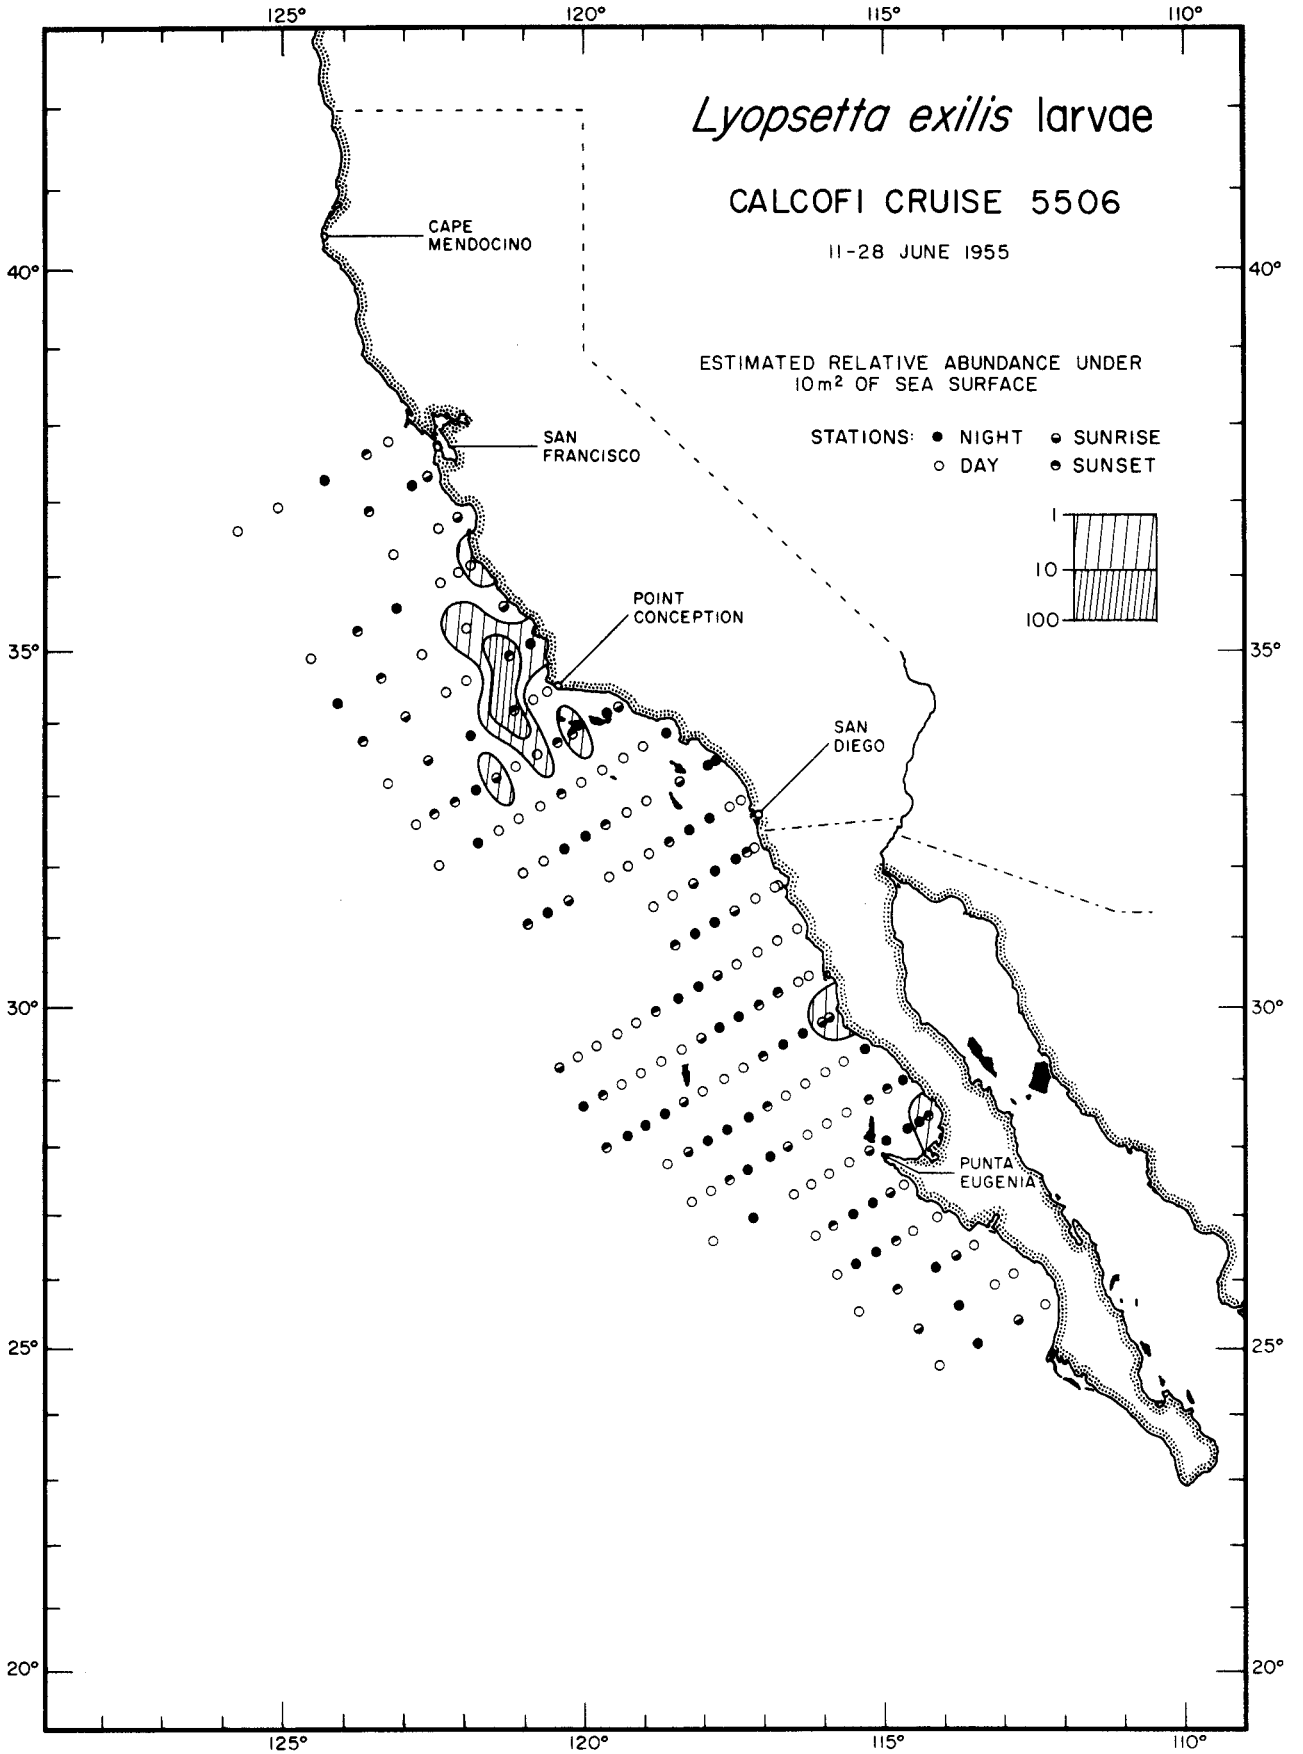 125° 120° 115° 110°
Lyopsetta exilis larvae
CALCOFI CRUISE 5506
11-28 JUNE 1955
CAPE
MENDOCINO
40° 40°
ESTIMATED RELATIVE ABUNDANCE UNDER
10m² OF SEA SURFACE
STATIONS: NIGHT SUNRISE
DAY SUNSET
SAN
FRANCISCO
1
10
100
POINT
CONCEPTION
35° 35°
SAN
DIEGO
30° 30°
PUNTA
EUGENIA
25° 25°
20° 20°
125° 120° 115° 110°